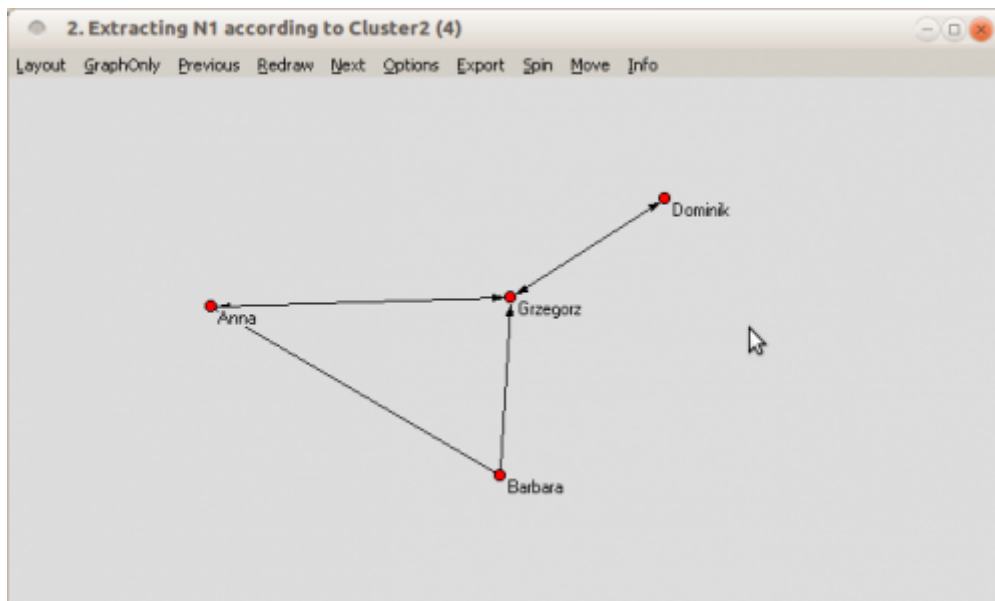 2. Extracting N1 according to Cluster2 (4)
Layout GraphOnly Previous Redraw Next Options Export Spin Move Info
Dominik
Grzegorz
Anna
Barbara